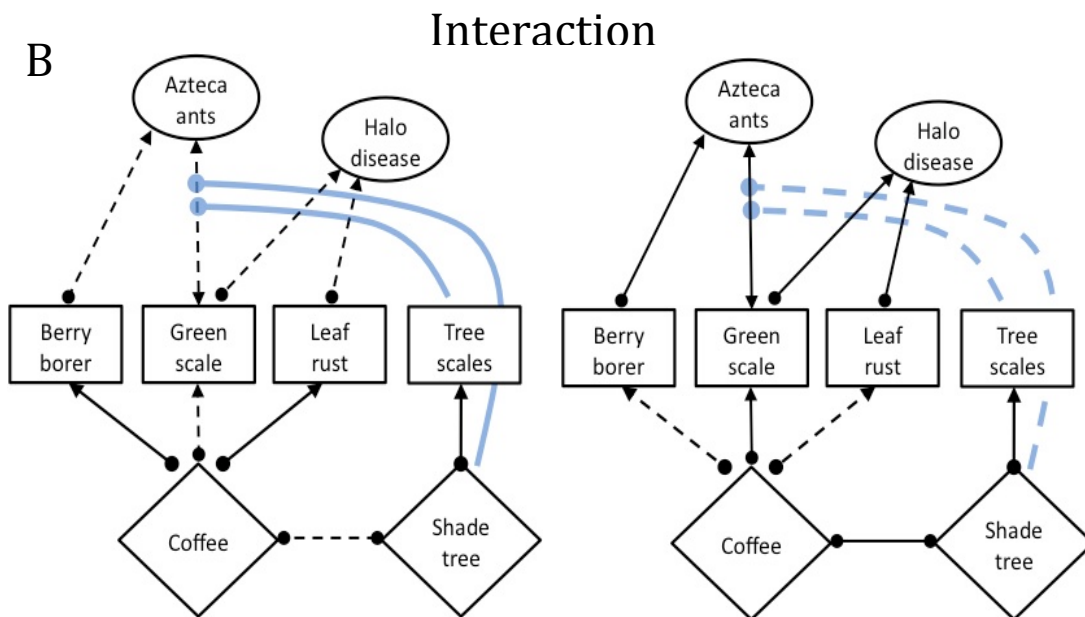 Interaction
B
Azteca
ants
Halo
disease
Berry
borer
Green
scale
Leaf
rust
Tree
scales
Coffee
Shade
tree
Azteca
ants
Halo
disease
Berry
borer
Green
scale
Leaf
rust
Tree
scales
Coffee
Shade
tree